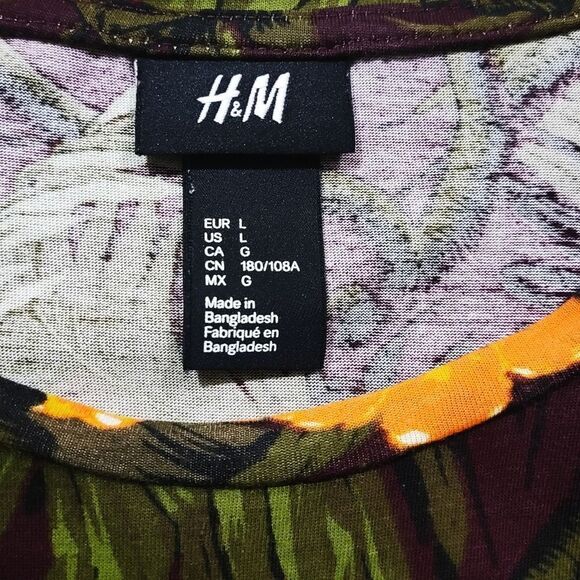 H&M
EUR L
US L
CA G
CN 180/108A
MX G
Made in
Bangladesh
Fabriqué en
Bangladesh